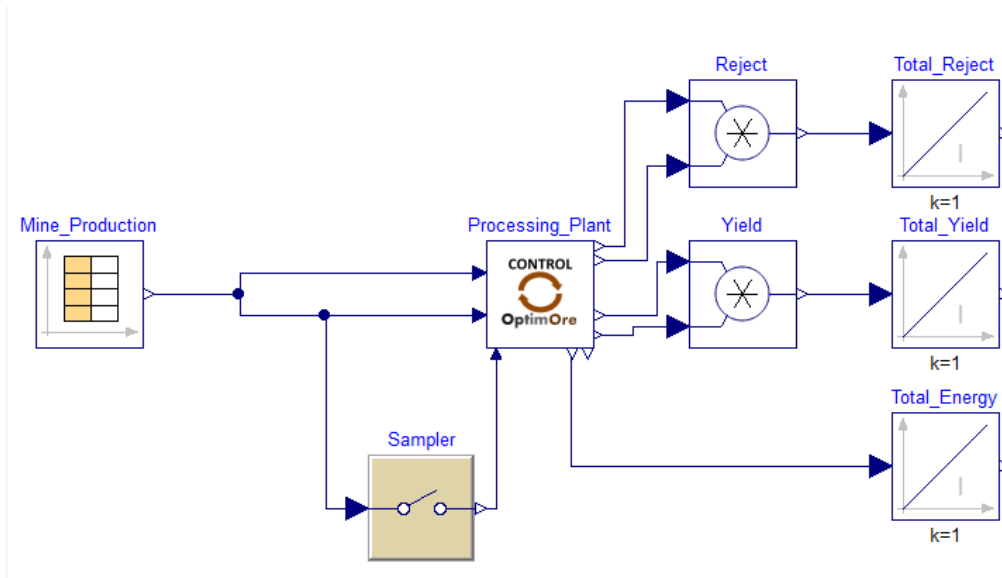 Reject
Total_Reject
k=1
Mine_Production
Processing_Plant
CONTROL
OptimOre
Yield
Total_Yield
k=1
Total_Energy
k=1
Sampler
I
I
I